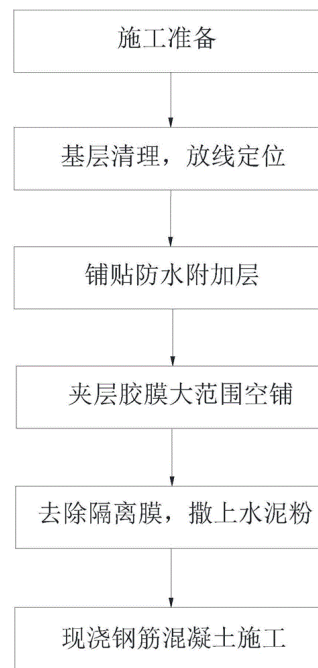 施工准备
基层清理，放线定位
铺贴防水附加层
夹层胶膜大范围空铺
去除隔离膜，撒上水泥粉
现浇钢筋混凝土施工